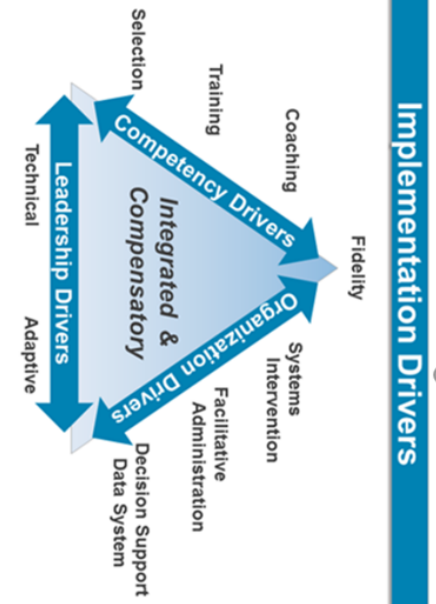 Implementation Drivers
Fidelity
Coaching
Training
Selection
Competency Drivers
Systems
Intervention
Facilitative
Administration
Decision Support
Data System
Organization Drivers
Integrated &
Compensatory
Leadership Drivers
Technical
Adaptive